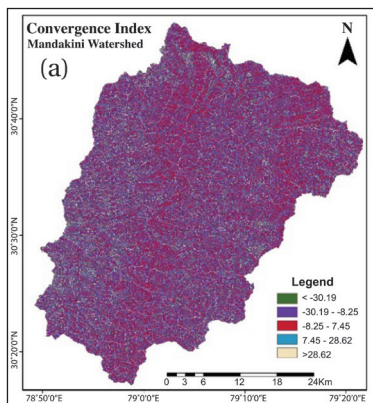 Convergence Index
Mandakini Watershed
N
(a)
30°40'0"N
30°30'0"N
30°20'0"N
Legend
< -30.19
-30.19 - -8.25
-8.25 - 7.45
7.45 - 28.62
>28.62
0 3 6 12 18 24Km
78°50'0"E 79°0'0"E 79°10'0"E 79°20'0"E